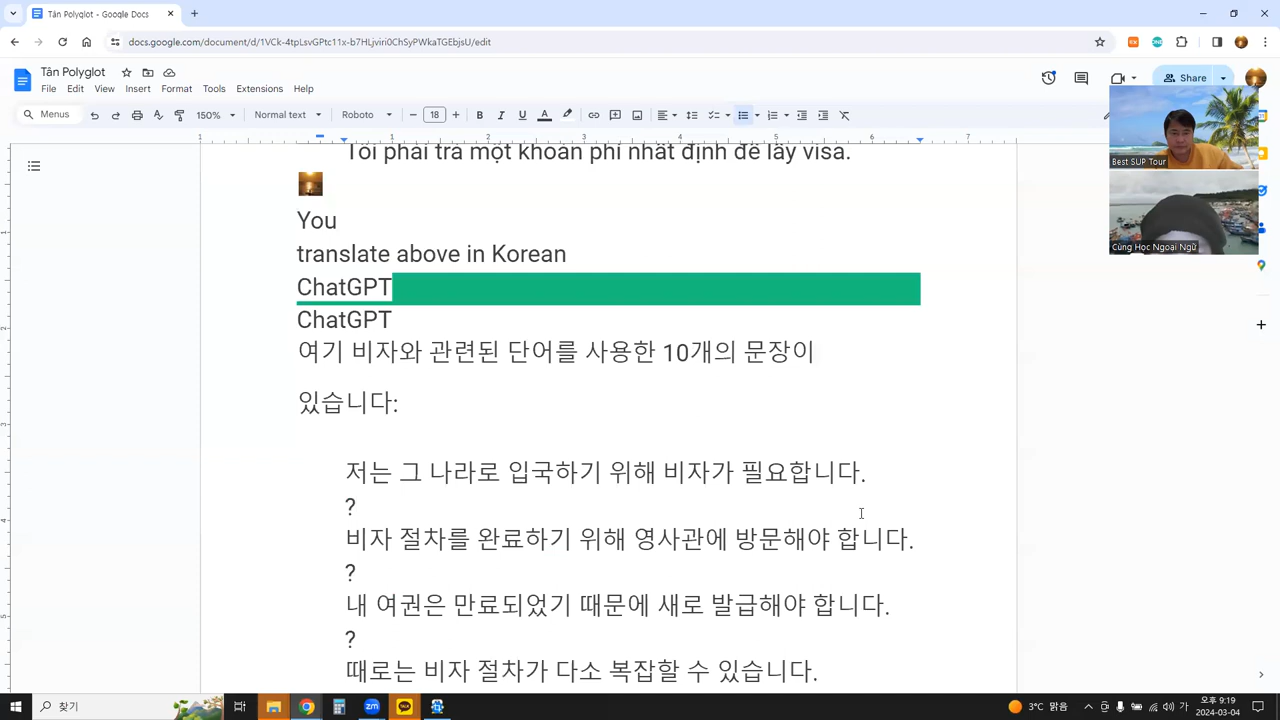 Tân Polyglot - Google Docs
docs.google.com/document/d/1VCk-4tpLsvGPtc11x-b7HLjviri0ChSyPWkaTGEbjsU/edit
Tân Polyglot
File Edit View Insert Format Tools Extensions Help
Share
Menus 150% Normal text Roboto 18 B I U A
1 1 2 3 4 5 6 7
Tôi phải trả một khoản phí nhất định để lấy visa.
You
translate above in Korean
ChatGPT
ChatGPT
여기 비자와 관련된 단어를 사용한 10개의 문장이
있습니다:
저는 그 나라로 입국하기 위해 비자가 필요합니다.
?
비자 절차를 완료하기 위해 영사관에 방문해야 합니다.
?
내 여권은 만료되었기 때문에 새로 발급해야 합니다.
?
때로는 비자 절차가 다소 복잡할 수 있습니다.
Best SUP Tour
Cùng Học Ngoại Ngữ
찾기
3°C 맑음
가
오후 9:19
2024-03-04